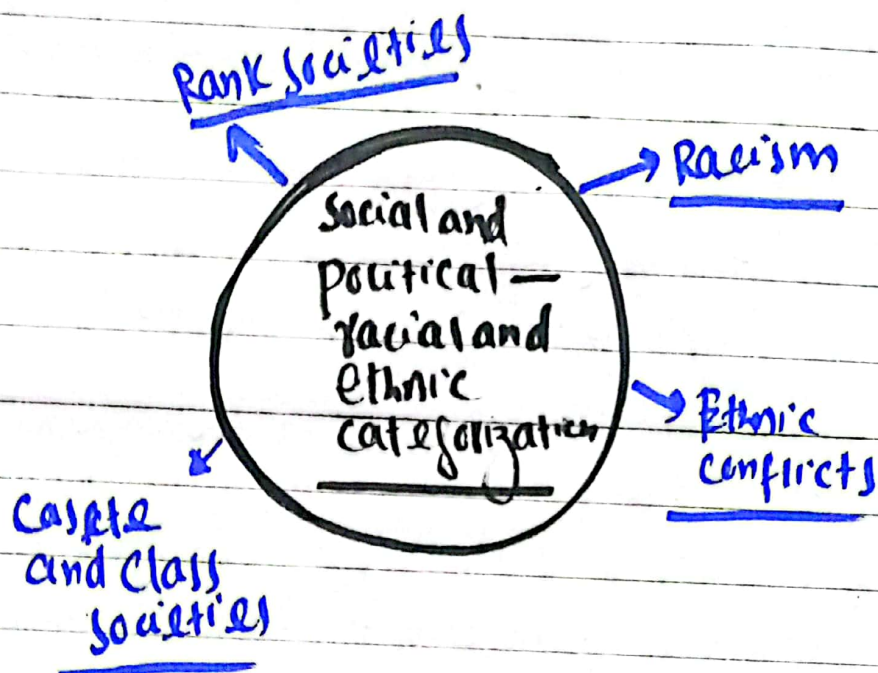 Rank societies
Racism
Social and
political —
racial and
ethnic
categorization
Ethnic
conflicts
Caste
and Class
societies